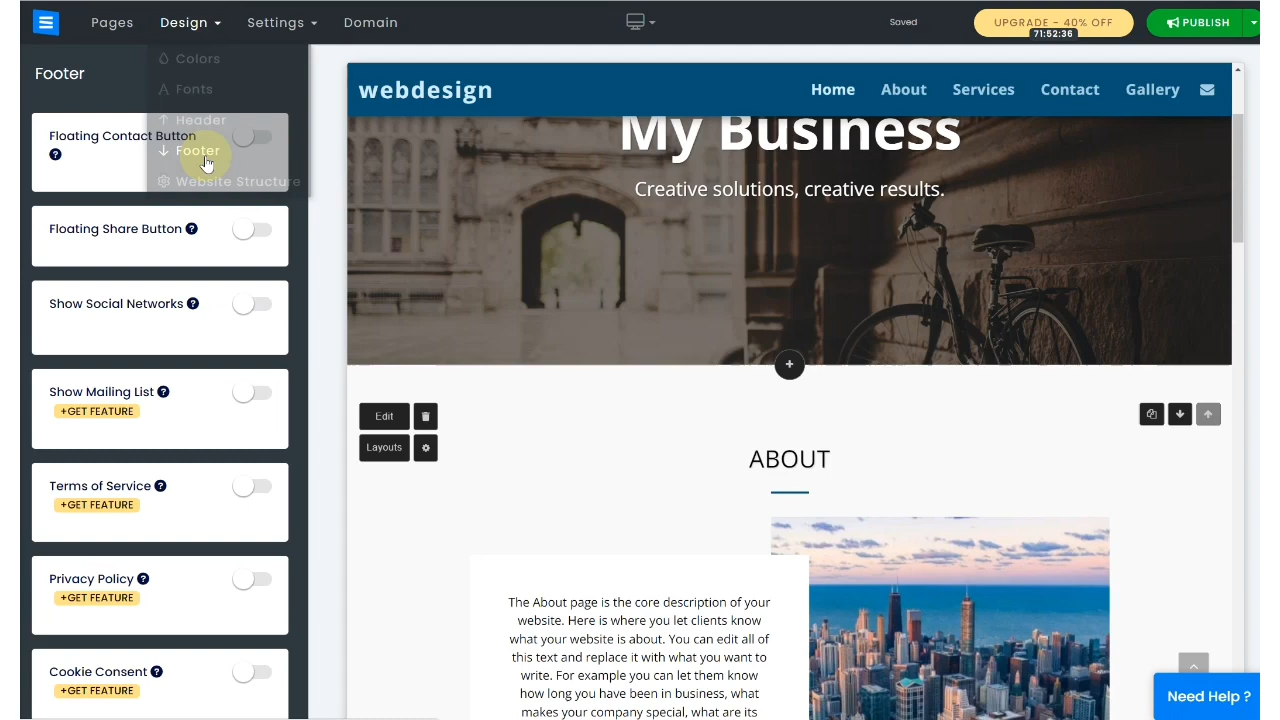 Pages
Design
Settings
Domain
Saved
UPGRADE - 40% OFF
71:52:36
PUBLISH
Footer
Colors
Fonts
Header
Footer
Website Structure
Floating Contact Button
Floating Share Button
Show Social Networks
Show Mailing List
+GET FEATURE
Terms of Service
+GET FEATURE
Privacy Policy
+GET FEATURE
Cookie Consent
+GET FEATURE
webdesign
Home
About
Services
Contact
Gallery
My Business
Creative solutions, creative results.
Edit
Layouts
ABOUT
The About page is the core description of your
website. Here is where you let clients know
what your website is about. You can edit all of
this text and replace it with what you want to
write. For example you can let them know
how long you have been in business, what
makes your company special, what are its
Need Help ?